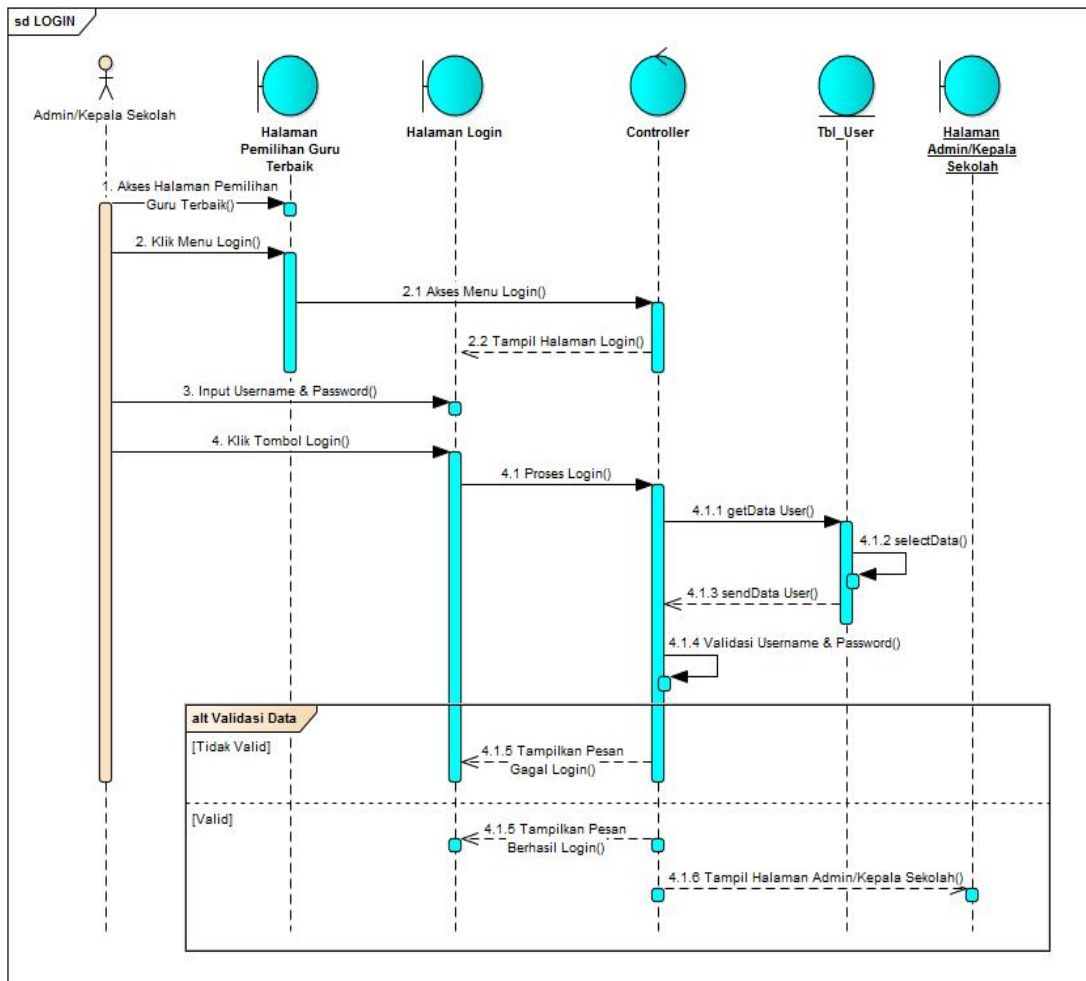 sd LOGIN
Admin/Kepala Sekolah
Halaman
Pemilihan Guru
Terbaik
Halaman Login
Controller
Tbl_User
Halaman
Admin/Kepala
Sekolah
1. Akses Halaman Pemilihan
Guru Terbaik()
2. Klik Menu Login()
2.1 Akses Menu Login()
2.2 Tampil Halaman Login()
3. Input Username & Password()
4. Klik Tombol Login()
4.1 Proses Login()
4.1.1 getData User()
4.1.2 selectData()
4.1.3 sendData User()
4.1.4 Validasi Username & Password()
alt Validasi Data
[Tidak Valid]
4.1.5 Tampilkan Pesan
Gagal Login()
[Valid]
4.1.5 Tampilkan Pesan
Berhasil Login()
4.1.6 Tampil Halaman Admin/Kepala Sekolah()